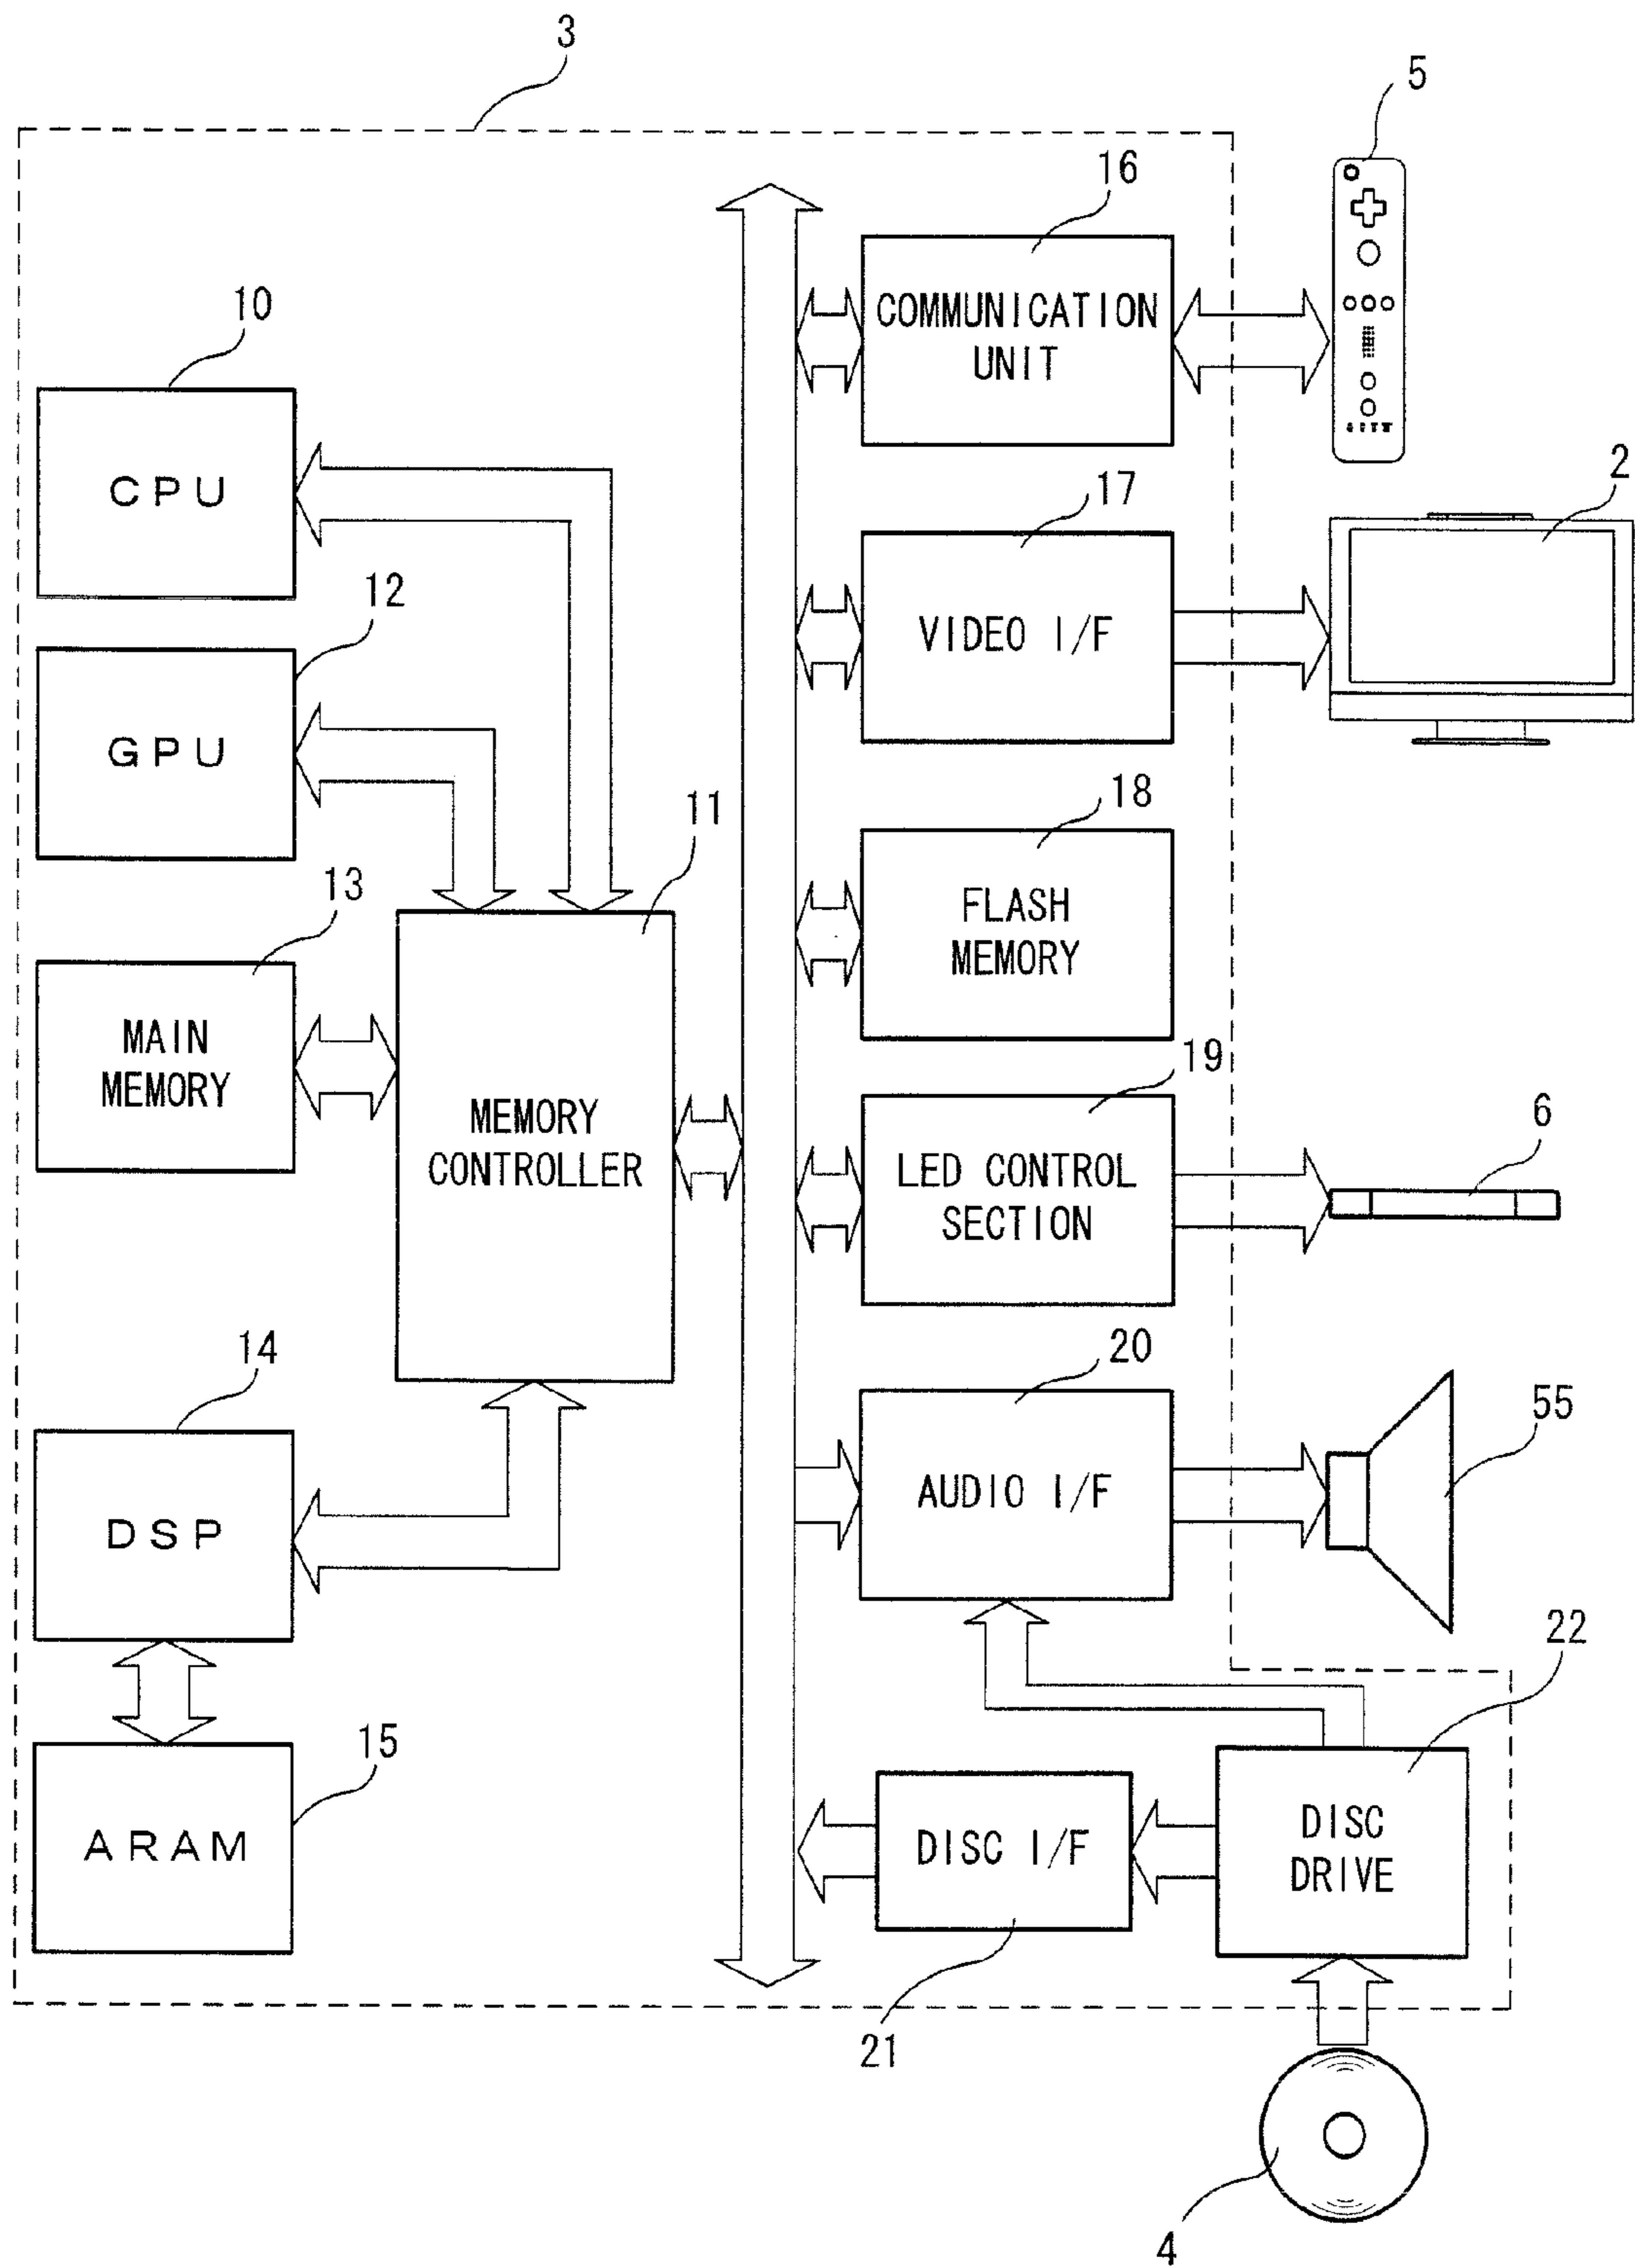 3
5
16
COMMUNICATION
UNIT
10
CPU
17
2
VIDEO I/F
12
GPU
11
18
FLASH
MEMORY
13
MAIN
MEMORY
MEMORY
CONTROLLER
19
LED CONTROL
SECTION
6
14
DSP
20
AUDIO I/F
55
22
15
ARAM
DISC I/F
DISC
DRIVE
21
4